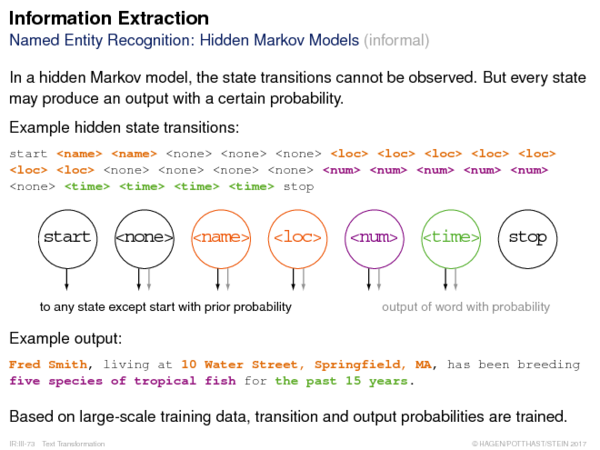 Information Extraction
Named Entity Recognition: Hidden Markov Models (informal)
In a hidden Markov model, the state transitions cannot be observed. But every state
may produce an output with a certain probability.
Example hidden state transitions:
start <name> <name> <none> <none> <none> <loc> <loc> <loc> <loc> <loc>
<loc> <loc> <none> <none> <none> <none> <num> <num> <num> <num> <num>
<none> <time> <time> <time> <time> stop
start <none> <name> <loc> <num> <time> stop
to any state except start with prior probability output of word with probability
Example output:
Fred Smith, living at 10 Water Street, Springfield, MA, has been breeding
five species of tropical fish for the past 15 years.
Based on large-scale training data, transition and output probabilities are trained.
IR:III-73 Text Transformation © HAGEN/POTTHAST/STEIN 2017